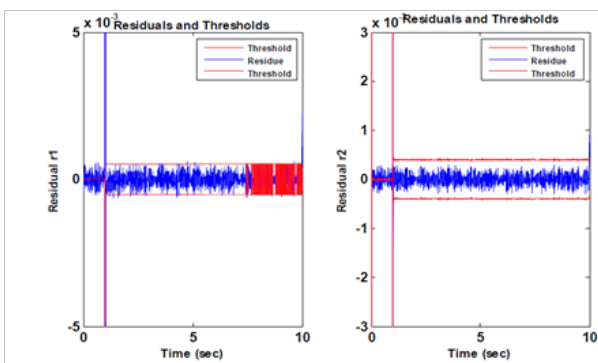 x 10-3 Residuals and Thresholds
5
0
-5
0
5
10
Residual r1
Time (sec)
Threshold
Residue
Threshold
x 10-3 Residuals and Thresholds
3
2
1
0
-1
-2
-3
0
5
10
Residual r2
Time (sec)
Threshold
Residue
Threshold